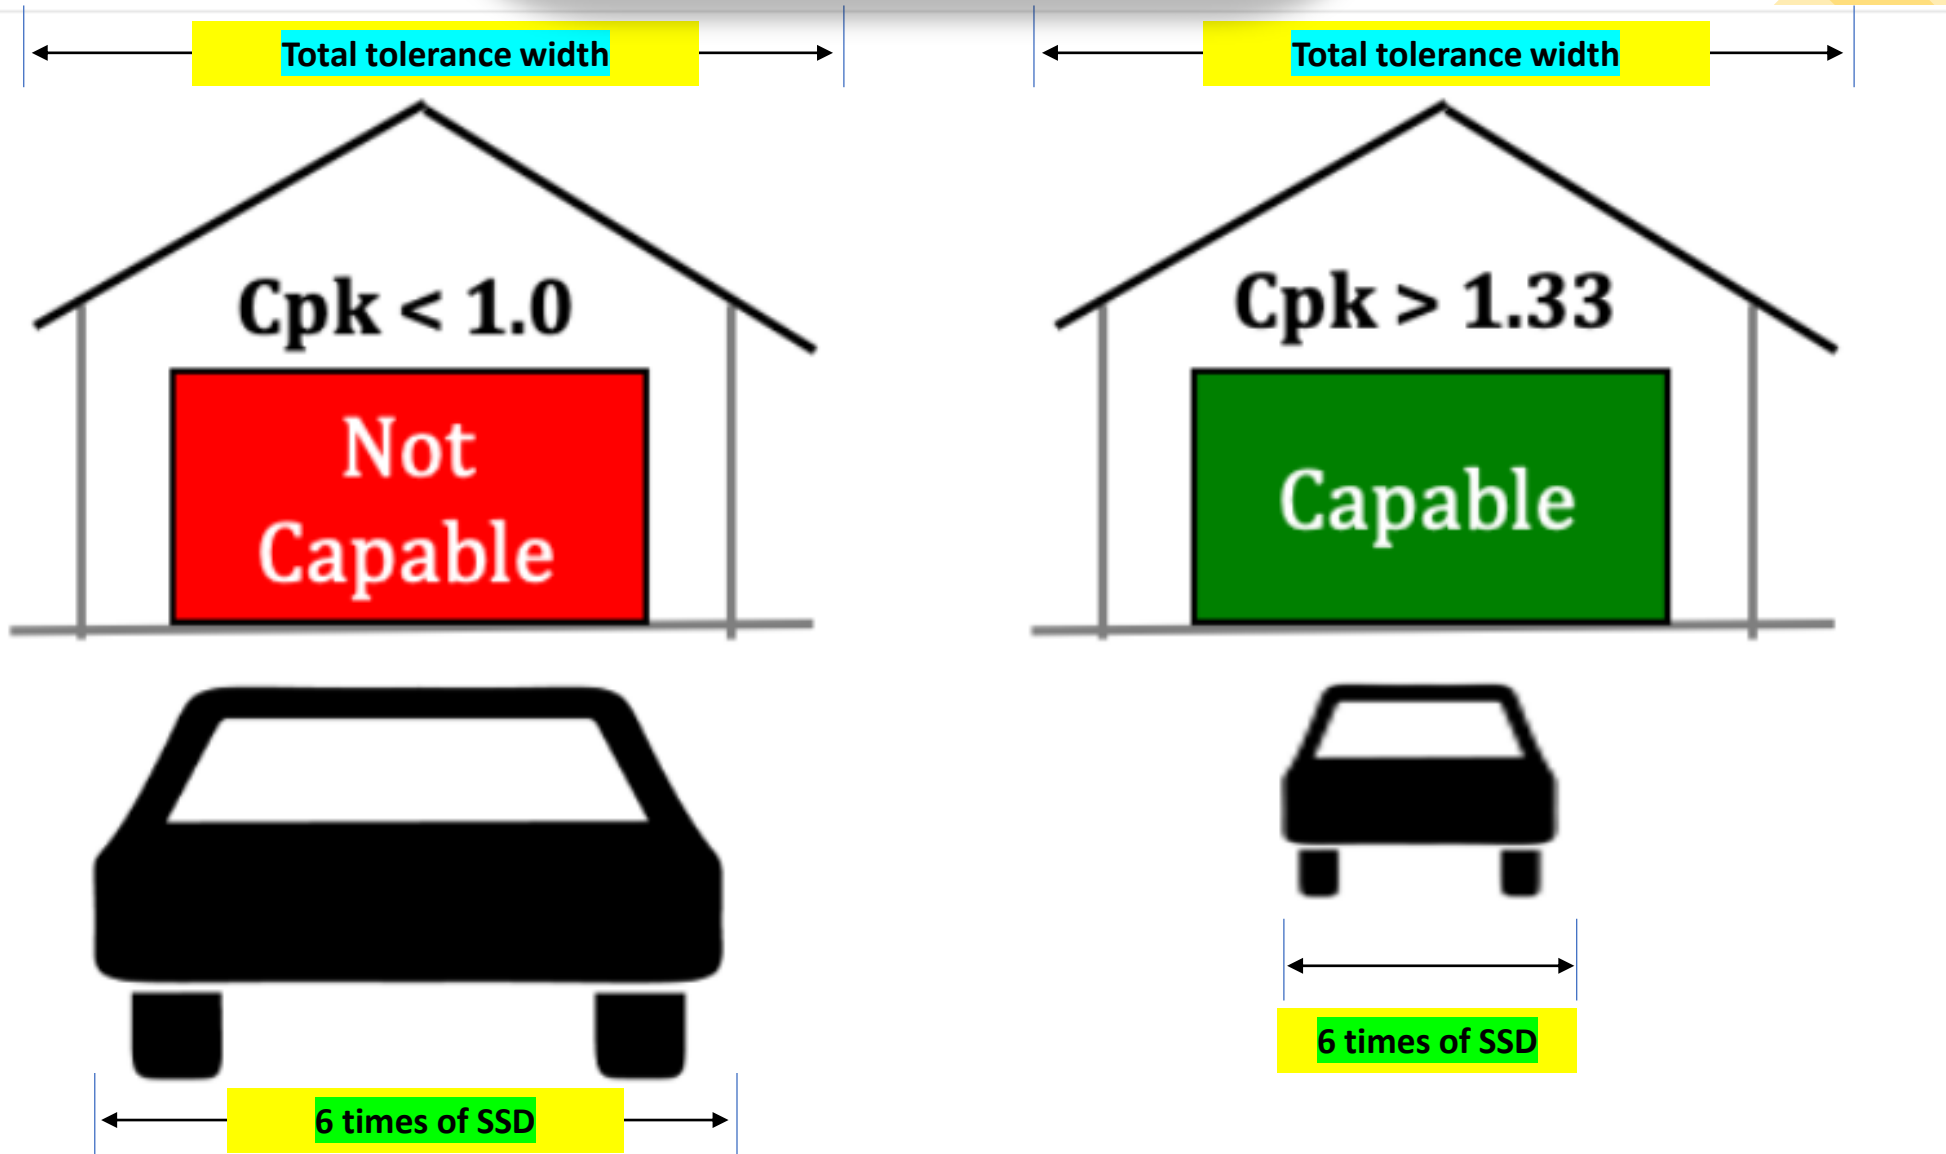 Total tolerance width
Cpk < 1.0
Not
Capable
6 times of SSD
Total tolerance width
Cpk > 1.33
Capable
6 times of SSD